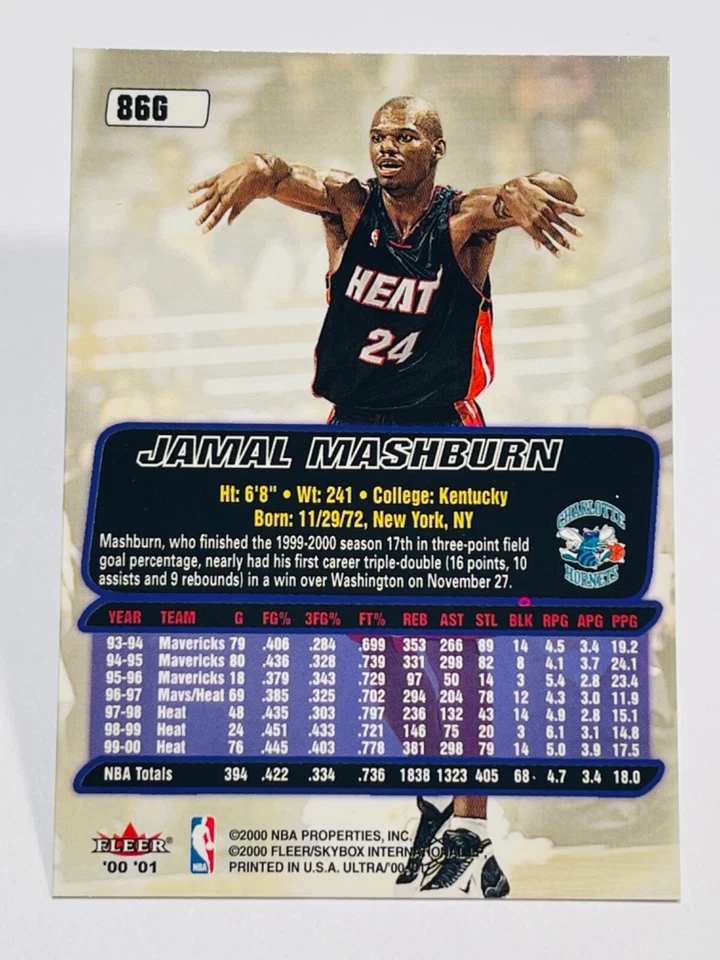 86G
HEAT
24
JAMAL MASHBURN
Ht: 6'8" • Wt: 241 • College: Kentucky
Born: 11/29/72, New York, NY
Mashburn, who finished the 1999-2000 season 17th in three-point field
goal percentage, nearly had his first career triple-double (16 points, 10
assists and 9 rebounds) in a win over Washington on November 27.
CHARLOTTE
HORNETS
YEAR TEAM G FG% 3FG% FT% REB AST STL BLK RPG APG PPG
93-94 Mavericks 79 .406 .284 .699 353 266 89 14 4.5 3.4 19.2
94-95 Mavericks 80 .436 .328 .739 331 298 82 8 4.1 3.7 24.1
95-96 Mavericks 18 .379 .343 .729 97 50 14 3 5.4 2.8 23.4
96-97 Mavs/Heat 69 .385 .325 .702 294 204 78 12 4.3 3.0 11.9
97-98 Heat 48 .435 .303 .797 236 132 43 14 4.9 2.8 15.1
98-99 Heat 24 .451 .433 .721 146 75 20 3 6.1 3.1 14.8
99-00 Heat 76 .445 .403 .778 381 298 79 14 5.0 3.9 17.5
NBA Totals 394 .422 .334 .736 1838 1323 405 68 4.7 3.4 18.0
FLEER
'00 '01
NBA
©2000 NBA PROPERTIES, INC.
©2000 FLEER/SKYBOX INTERNATIONAL LP,
PRINTED IN U.S.A. ULTRA/'00-'01